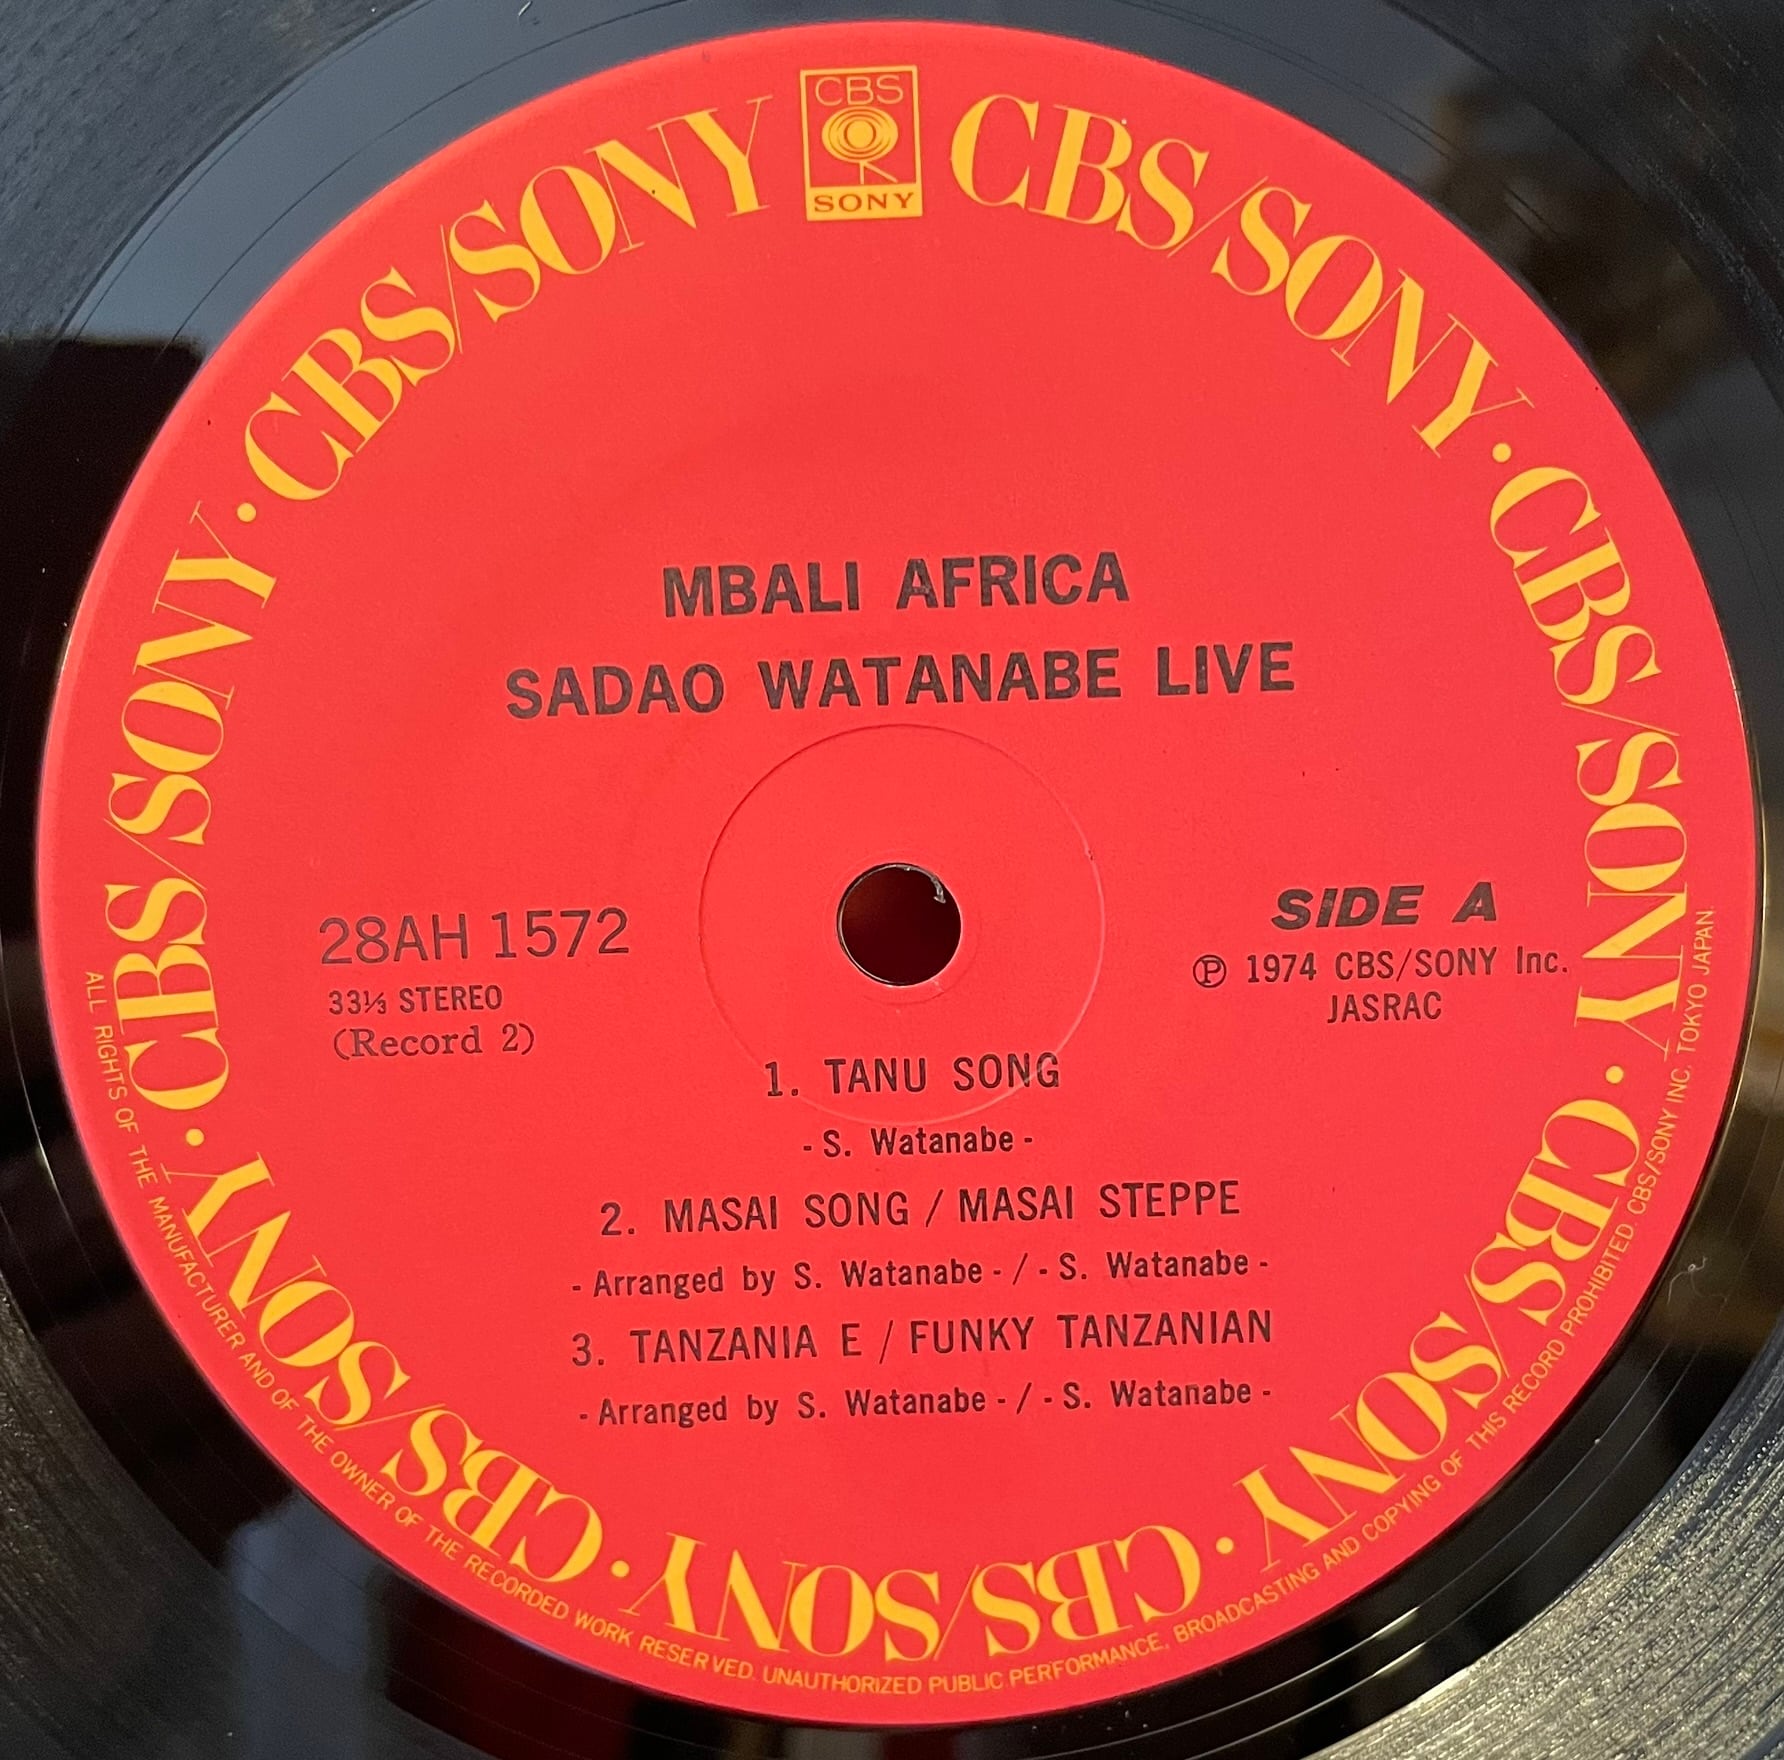 CBS
SONY
CBS/SONY · CBS/SONY · CBS/SONY · CBS/SONY · CBS/SONY · CBS/SONY · CBS/SONY
MBALI AFRICA
SADAO WATANABE LIVE
28AH 1572
33⅓ STEREO
(Record 2)
SIDE A
Ⓟ 1974 CBS/SONY Inc.
JASRAC
1. TANU SONG
- S. Watanabe -
2. MASAI SONG / MASAI STEPPE
- Arranged by S. Watanabe - / - S. Watanabe -
3. TANZANIA E / FUNKY TANZANIAN
- Arranged by S. Watanabe - / - S. Watanabe -
ALL RIGHTS OF THE MANUFACTURER AND OF THE OWNER OF THE RECORDED WORK RESERVED. UNAUTHORIZED PUBLIC PERFORMANCE, BROADCASTING AND COPYING OF THIS RECORD PROHIBITED. CBS/SONY INC. TOKYO JAPAN.